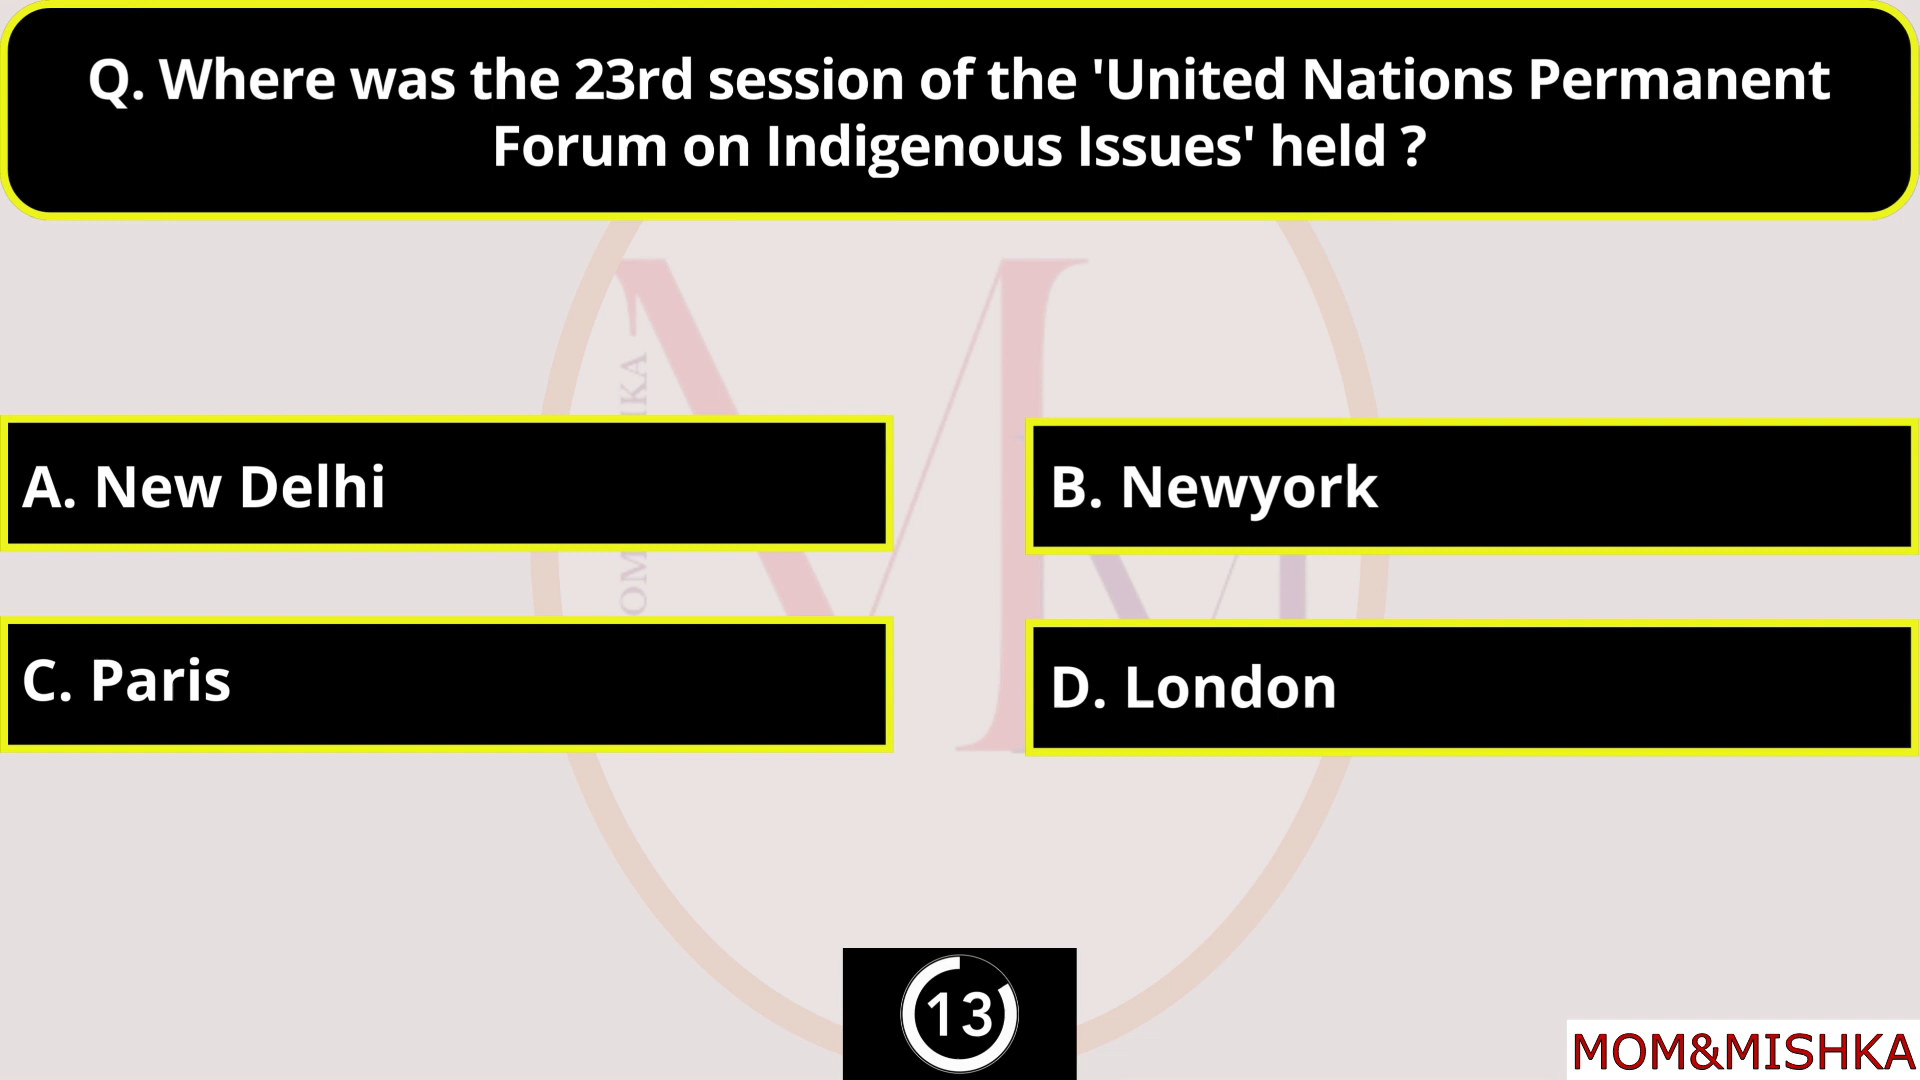 Q. Where was the 23rd session of the 'United Nations Permanent
Forum on Indigenous Issues' held ?
A. New Delhi
B. Newyork
C. Paris
D. London
13
MOM&MISHKA